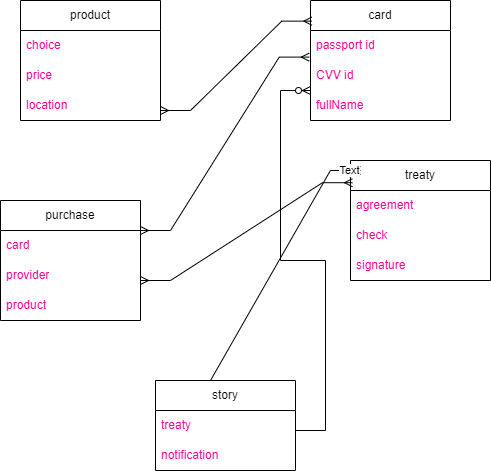 product
choice
price
location
card
passport id
CVV id
fullName
Text
treaty
agreement
check
signature
purchase
card
provider
product
story
treaty
notification